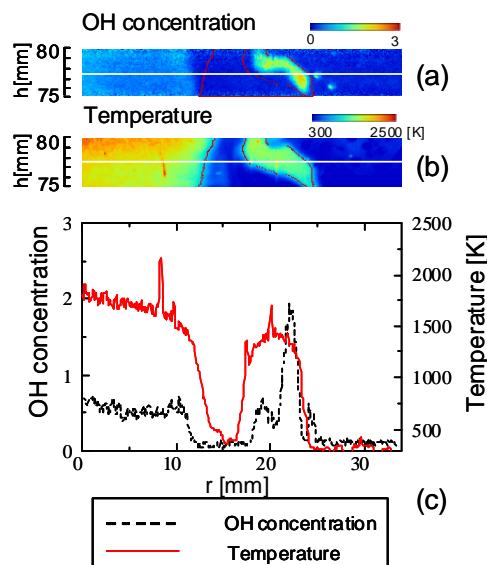 OH concentration
0 3
80
75
h[mm]
(a)
Temperature
300 2500 [K]
80
75
h[mm]
(b)
3
2
1
0
OH concentration
2500
2000
1500
1000
500
Temperature [K]
0 10 20 30
r [mm]
(c)
OH concentration
Temperature